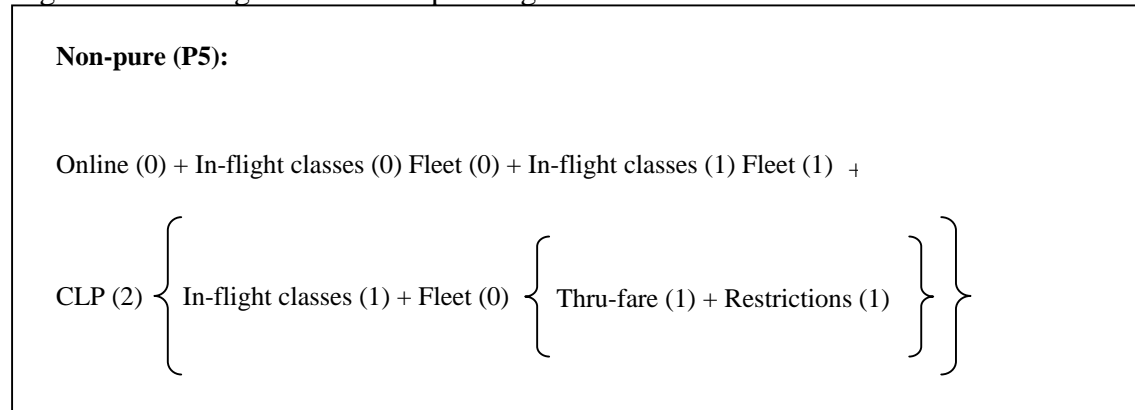 Non-pure (P5):
Online (0) + In-flight classes (0) Fleet (0) + In-flight classes (1) Fleet (1) +
CLP (2) { In-flight classes (1) + Fleet (0) { Thru-fare (1) + Restrictions (1) } }